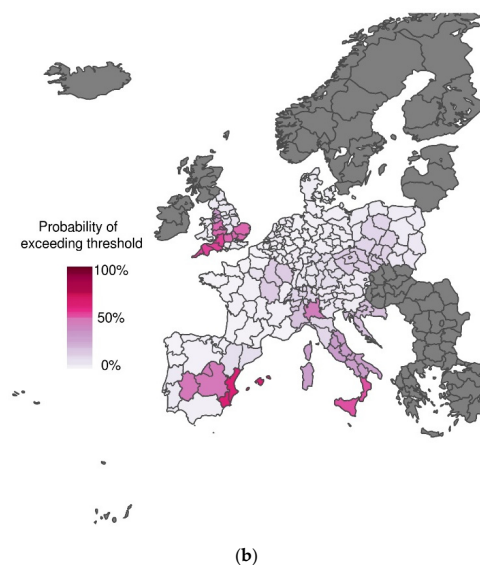 Probability of
exceeding threshold
100%
50%
0%
(b)